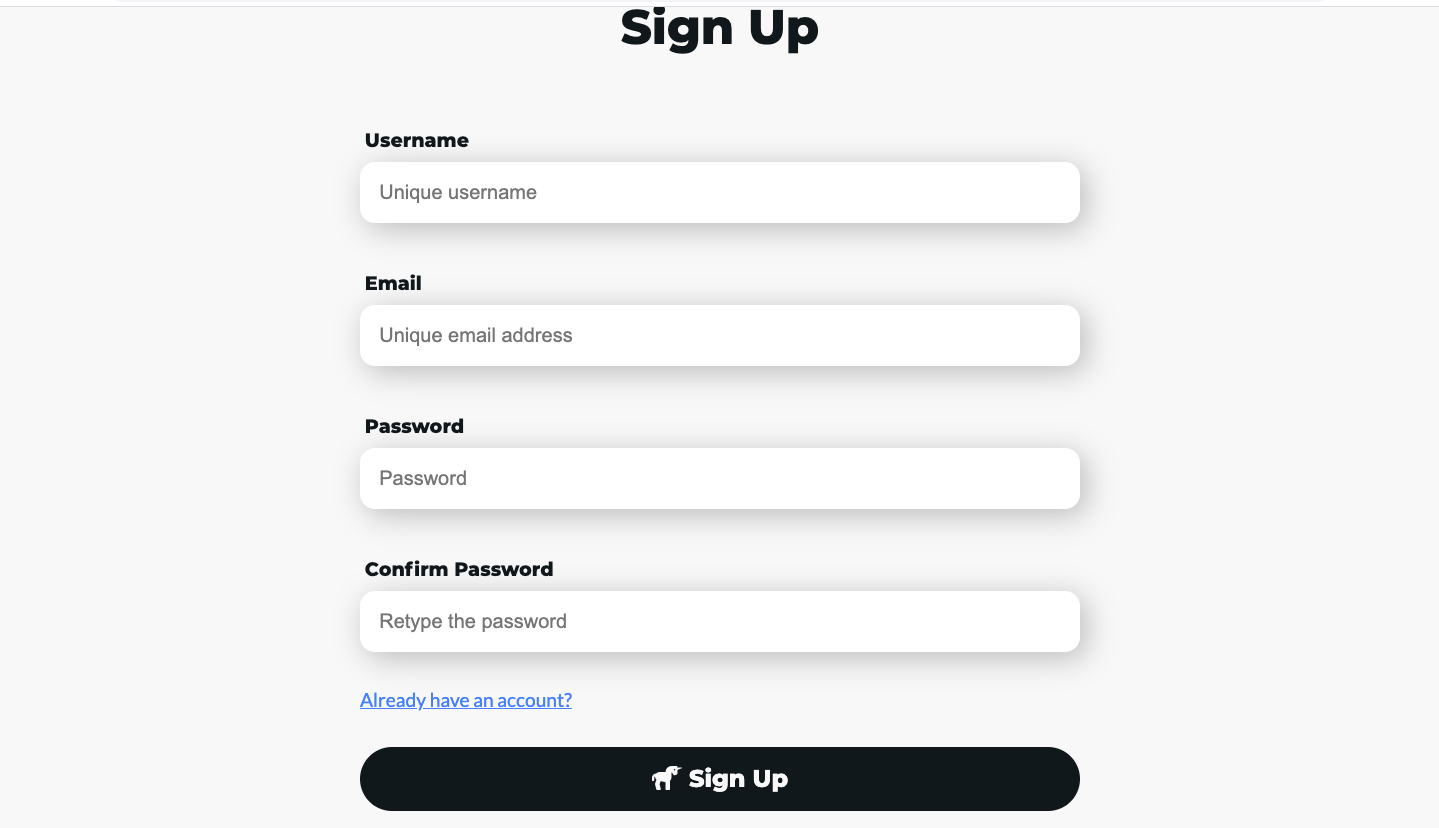 Sign Up
Username
Unique username
Email
Unique email address
Password
Password
Confirm Password
Retype the password
Already have an account?
Sign Up